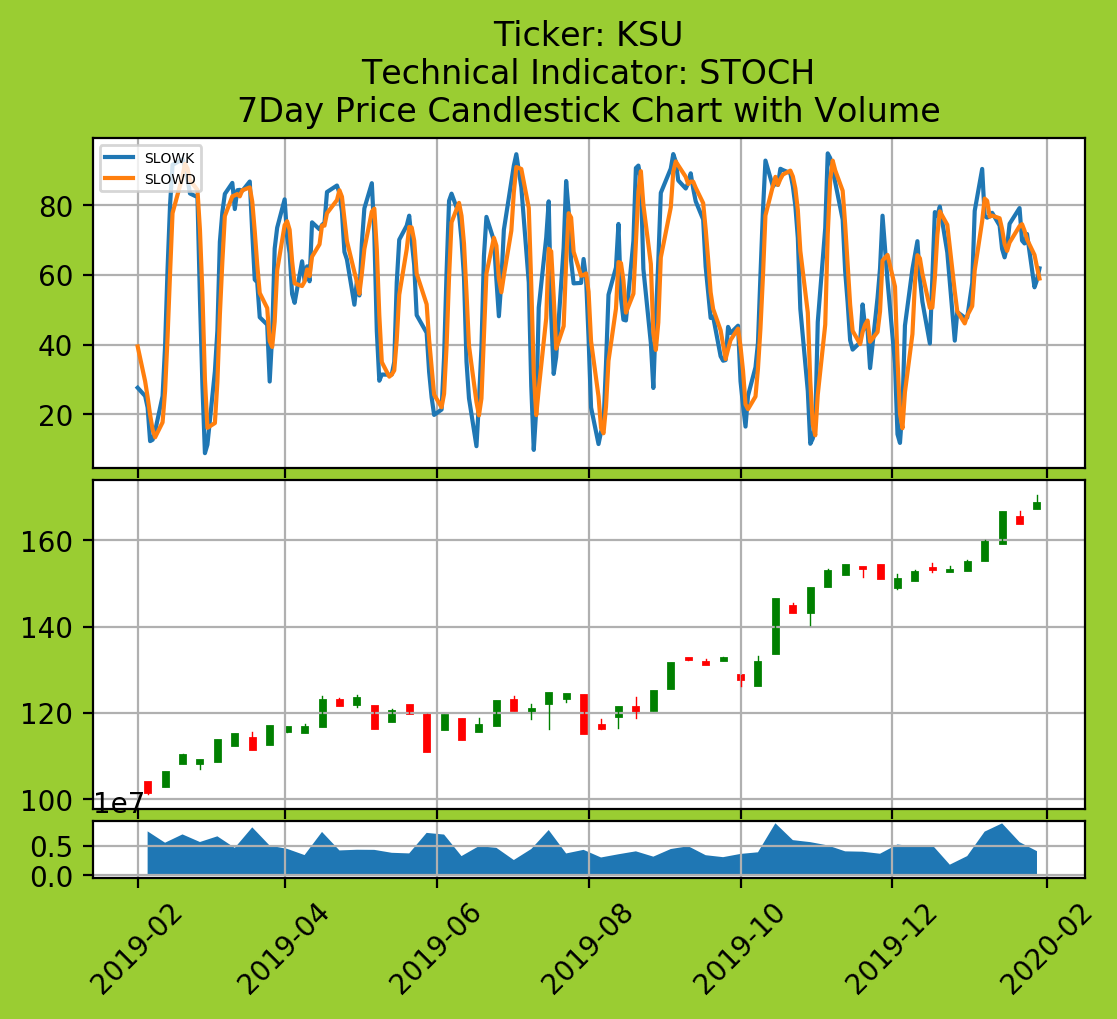 Ticker: KSU
Technical Indicator: STOCH
7Day Price Candlestick Chart with Volume
SLOWK
SLOWD
80
60
40
20
160
140
120
100
1e7
0.5
0.0
2019-02
2019-04
2019-06
2019-08
2019-10
2019-12
2020-02